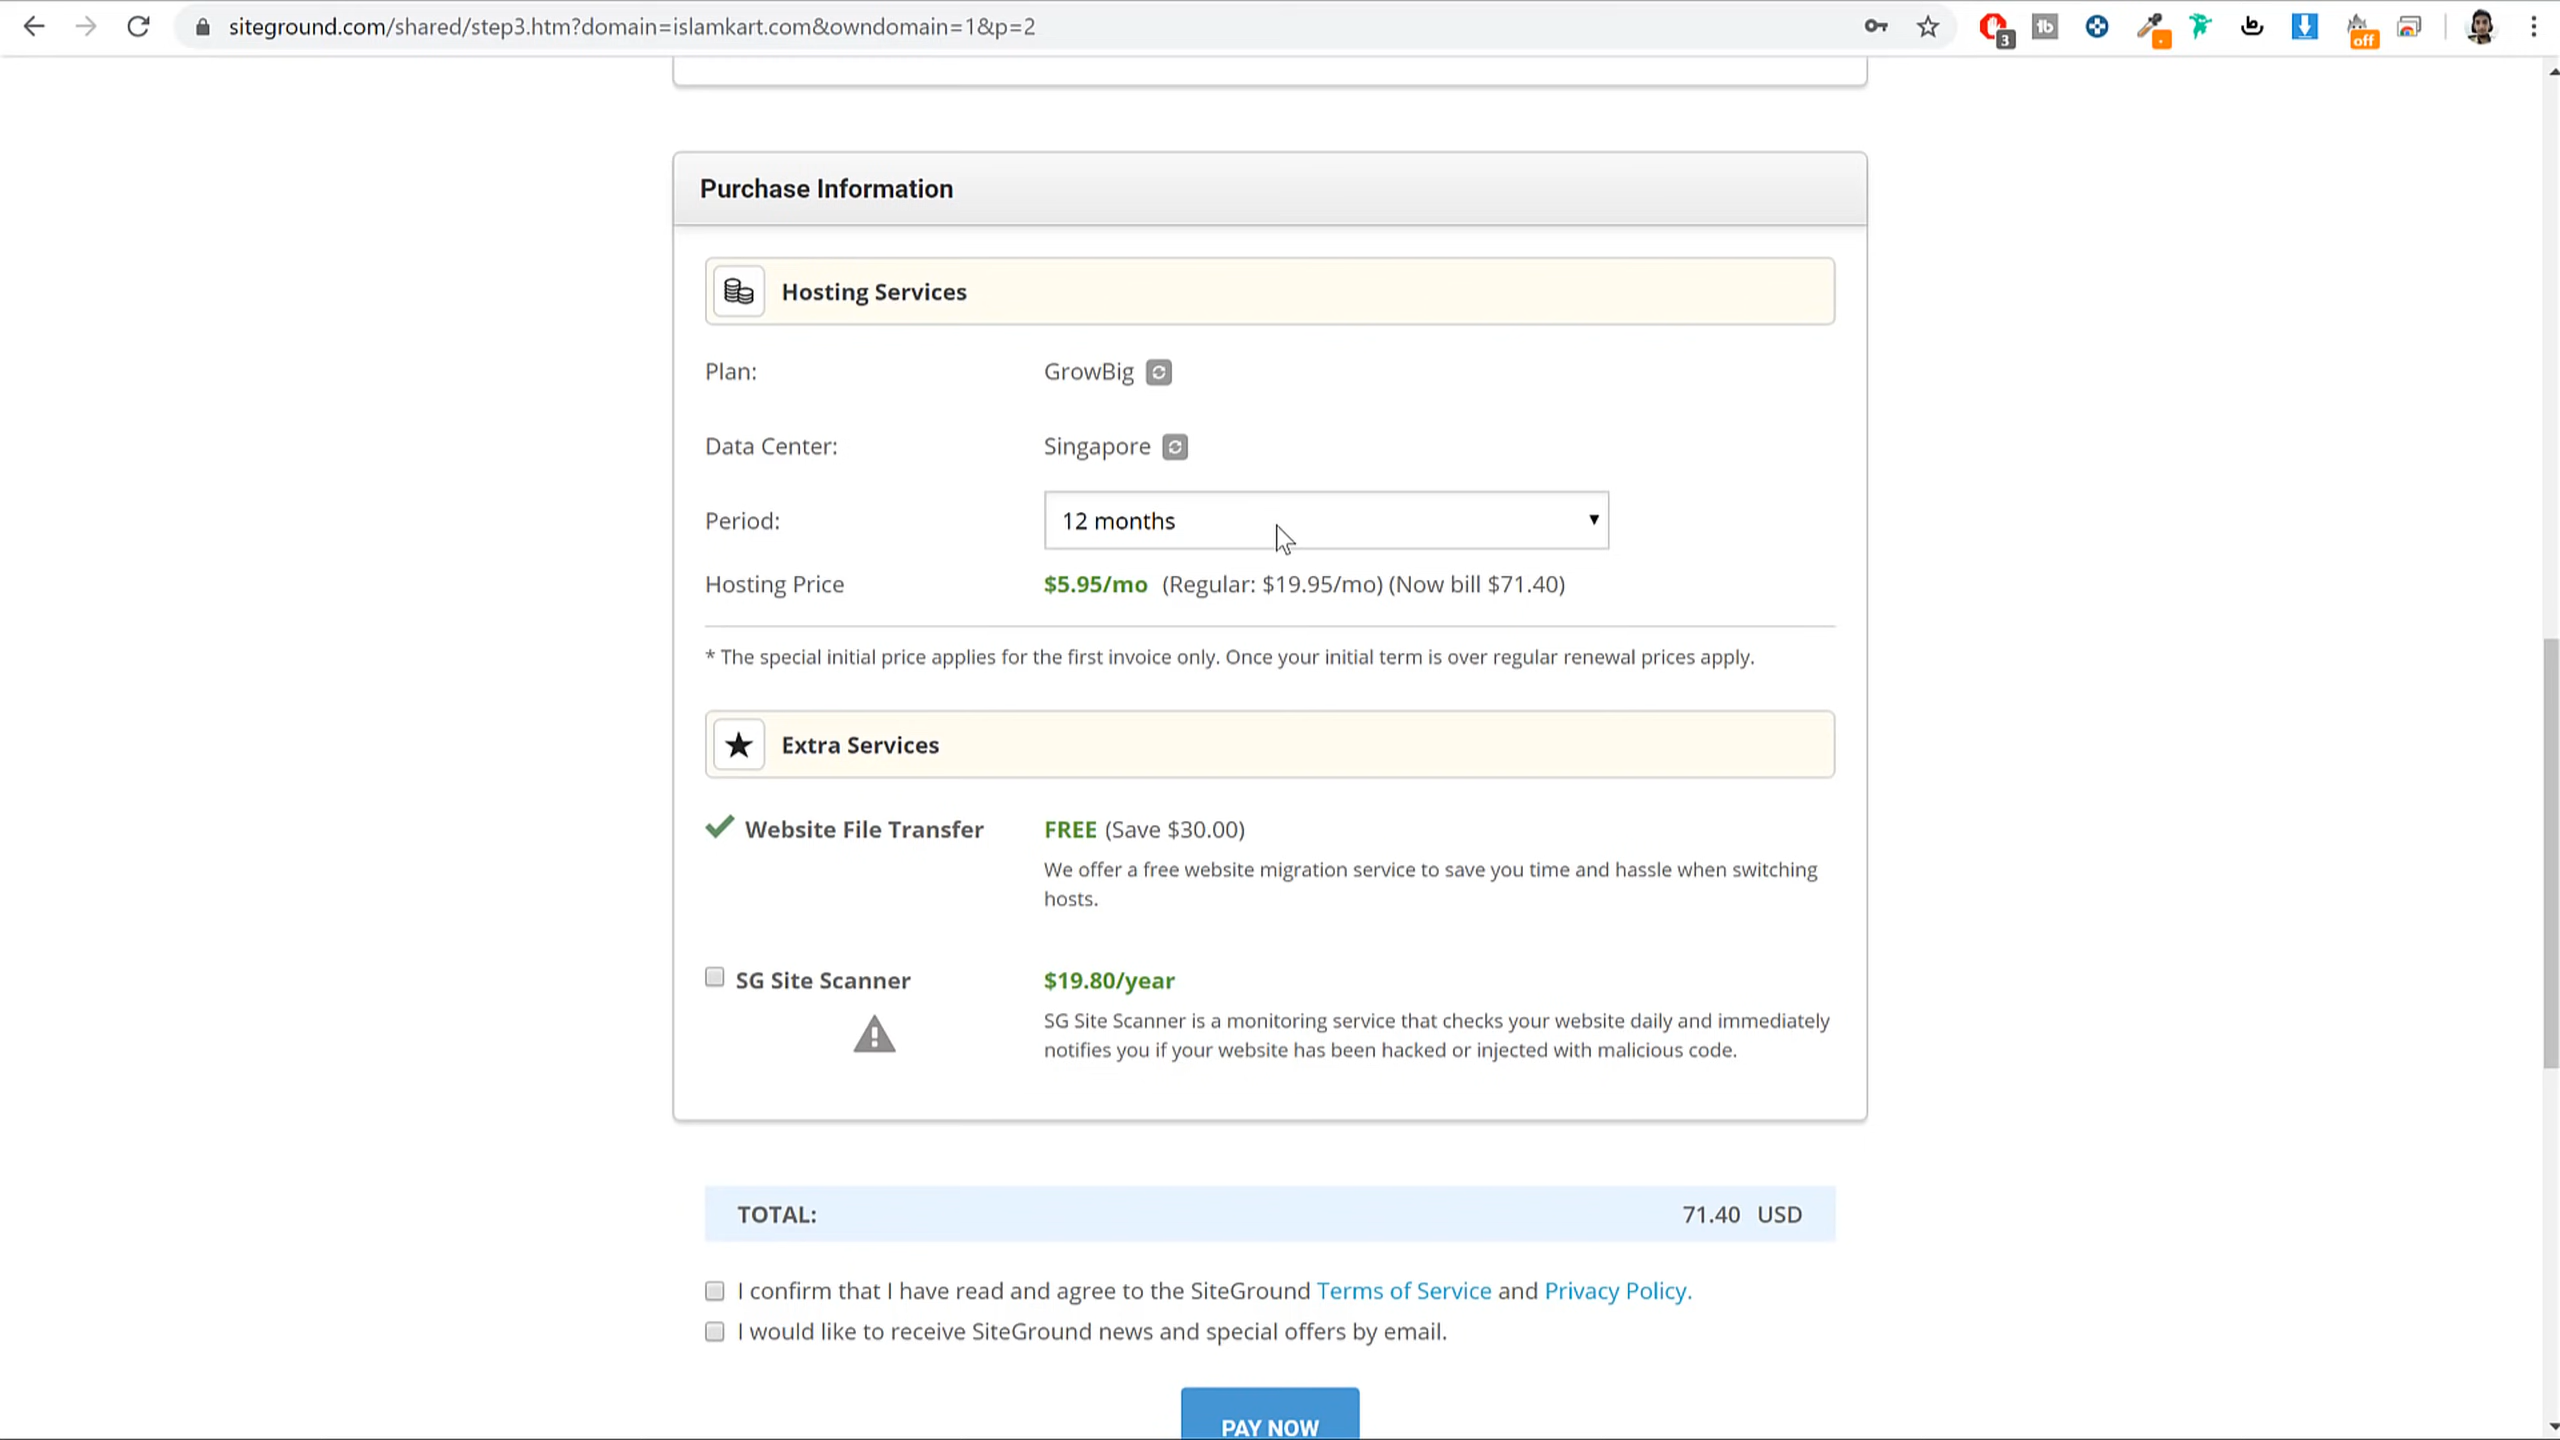 siteground.com/shared/step3.htm?domain=islamkart.com&owndomain=1&p=2
3
off
Purchase Information
Hosting Services
Plan: GrowBig
Data Center: Singapore
Period: 12 months
Hosting Price $5.95/mo (Regular: $19.95/mo) (Now bill $71.40)
* The special initial price applies for the first invoice only. Once your initial term is over regular renewal prices apply.
Extra Services
Website File Transfer FREE (Save $30.00)
We offer a free website migration service to save you time and hassle when switching
hosts.
SG Site Scanner $19.80/year
SG Site Scanner is a monitoring service that checks your website daily and immediately
notifies you if your website has been hacked or injected with malicious code.
TOTAL: 71.40 USD
I confirm that I have read and agree to the SiteGround Terms of Service and Privacy Policy.
I would like to receive SiteGround news and special offers by email.
PAY NOW